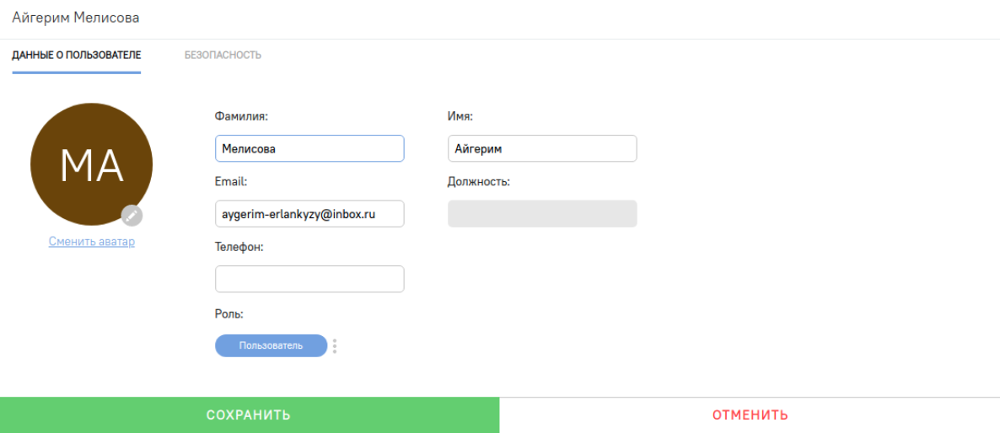 Айгерим Мелисова
ДАННЫЕ О ПОЛЬЗОВАТЕЛЕ БЕЗОПАСНОСТЬ
МА
Сменить аватар
Фамилия: Имя:
Мелисова Айгерим
Email: Должность:
aygerim-erlankyzy@inbox.ru
Телефон:
Роль:
Пользователь
СОХРАНИТЬ ОТМЕНИТЬ